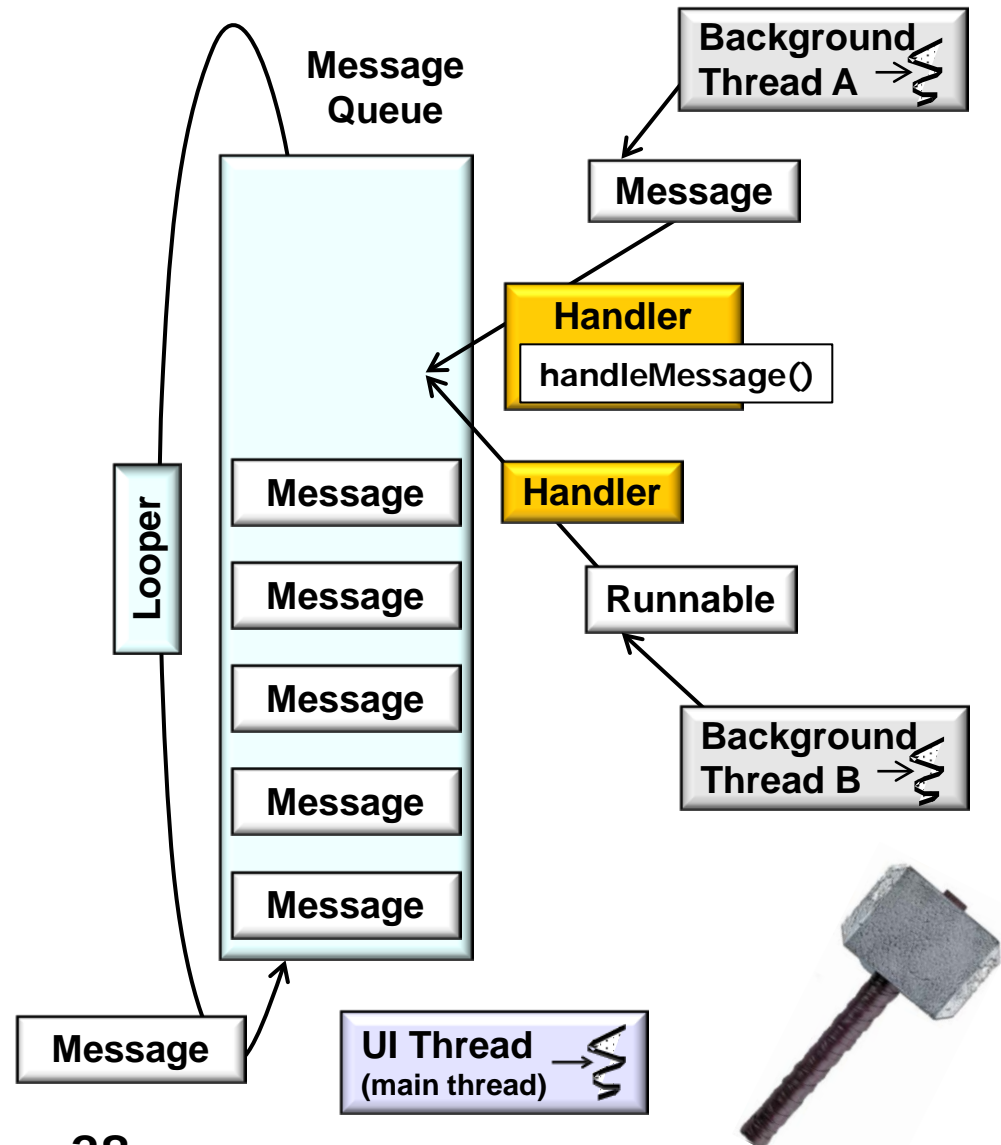 Message
Queue
Background
Thread A
Message
Handler
handleMessage()
Message
Handler
Looper
Message
Runnable
Message
Background
Thread B
Message
Message
Message
UI Thread
(main thread)